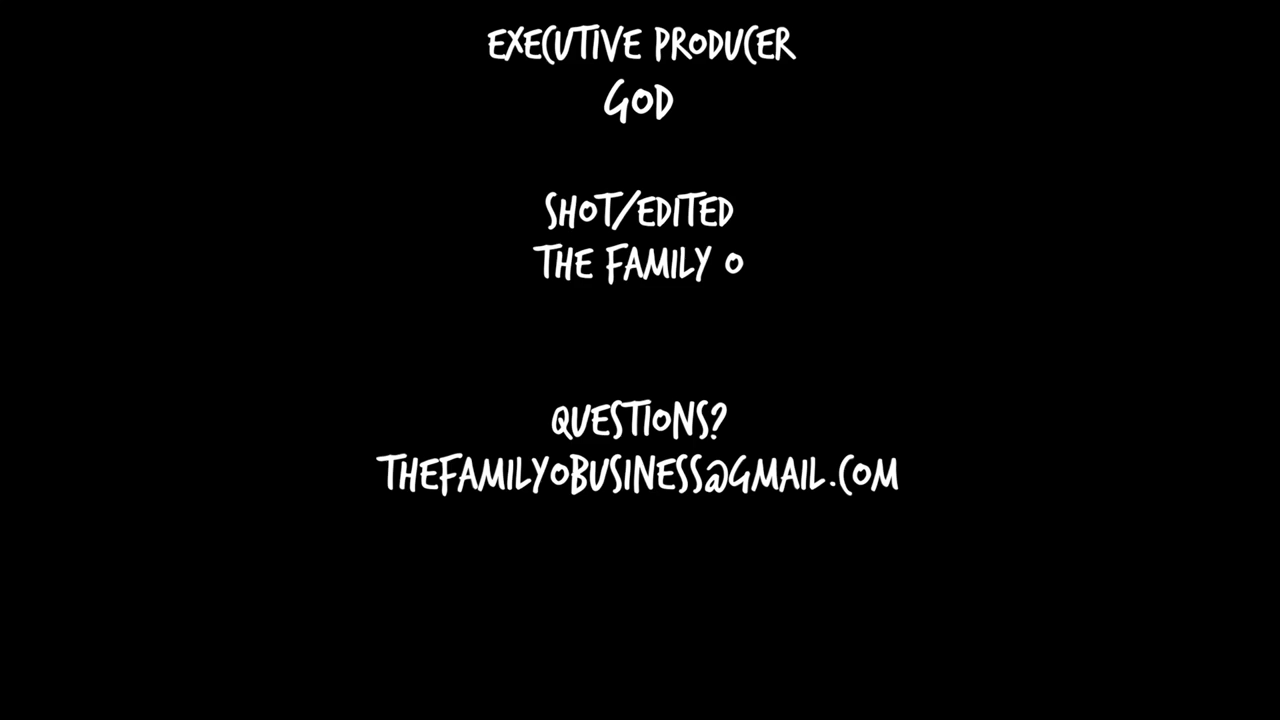 EXECUTIVE PRODUCER
GOD
SHOT/EDITED
THE FAMILY O
QUESTIONS?
THEFAMILYOBUSINESS@GMAIL.COM